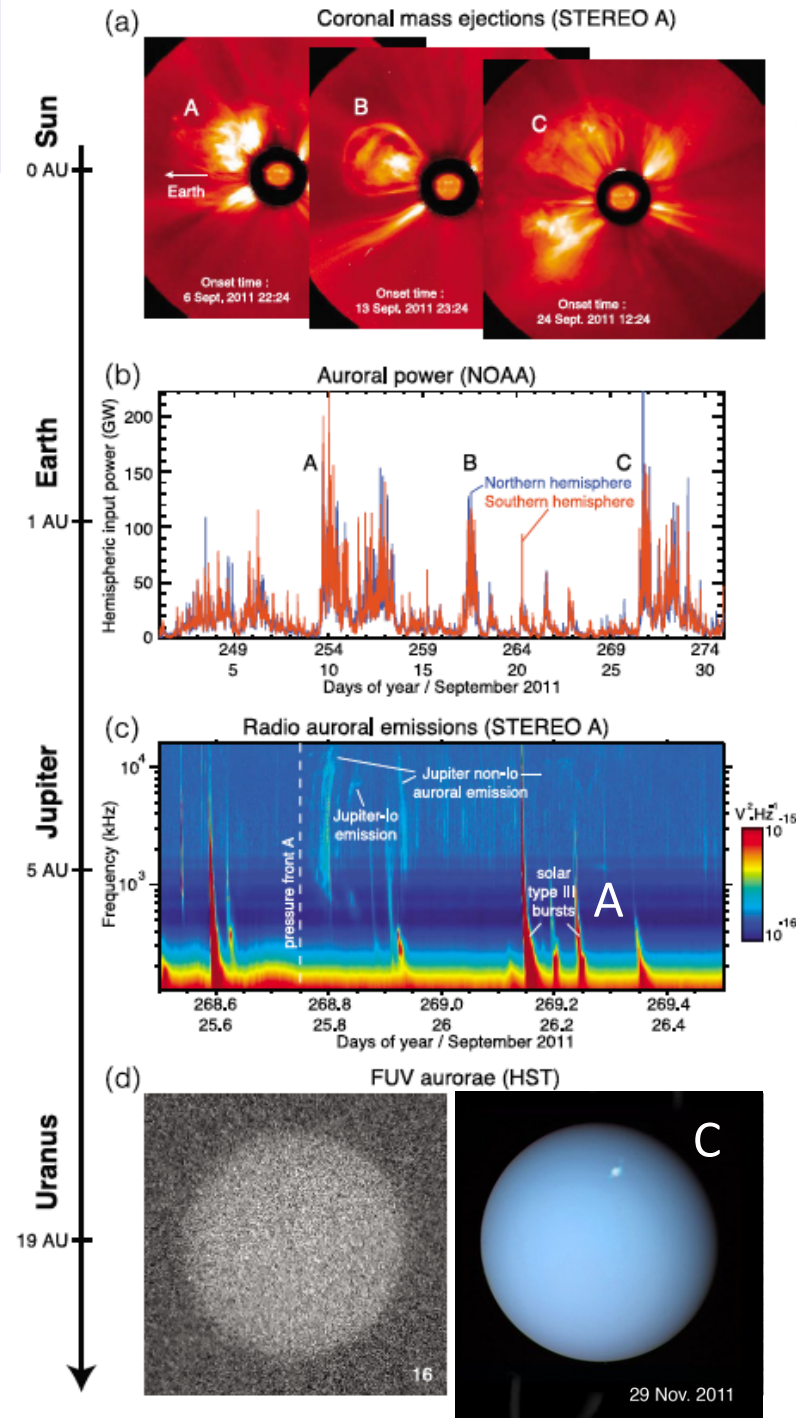 (a) Coronal mass ejections (STEREO A)
Sun
0 AU
A
Earth
Onset time :
6 Sept, 2011 22:24
B
Onset time :
13 Sept. 2011 23:24
C
Onset time :
24 Sept. 2011 12:24
(b) Auroral power (NOAA)
Earth
1 AU
Hemispheric input power (GW)
200
150
100
50
0
A
B
C
Northern hemisphere
Southern hemisphere
249 254 259 264 269 274
5 10 15 20 25 30
Days of year / September 2011
(c) Radio auroral emissions (STEREO A)
Jupiter
5 AU
Frequency (kHz)
10⁴
10³
pressure front A
Jupiter-Io
emission
Jupiter non-Io
auroral emission
solar
type III
bursts
A
V².Hz⁻¹
10⁻¹⁵
10⁻¹⁶
268.6 268.8 269.0 269.2 269.4
25.6 25.8 26 26.2 26.4
Days of year / September 2011
(d) FUV aurorae (HST)
Uranus
19 AU
16
C
29 Nov. 2011